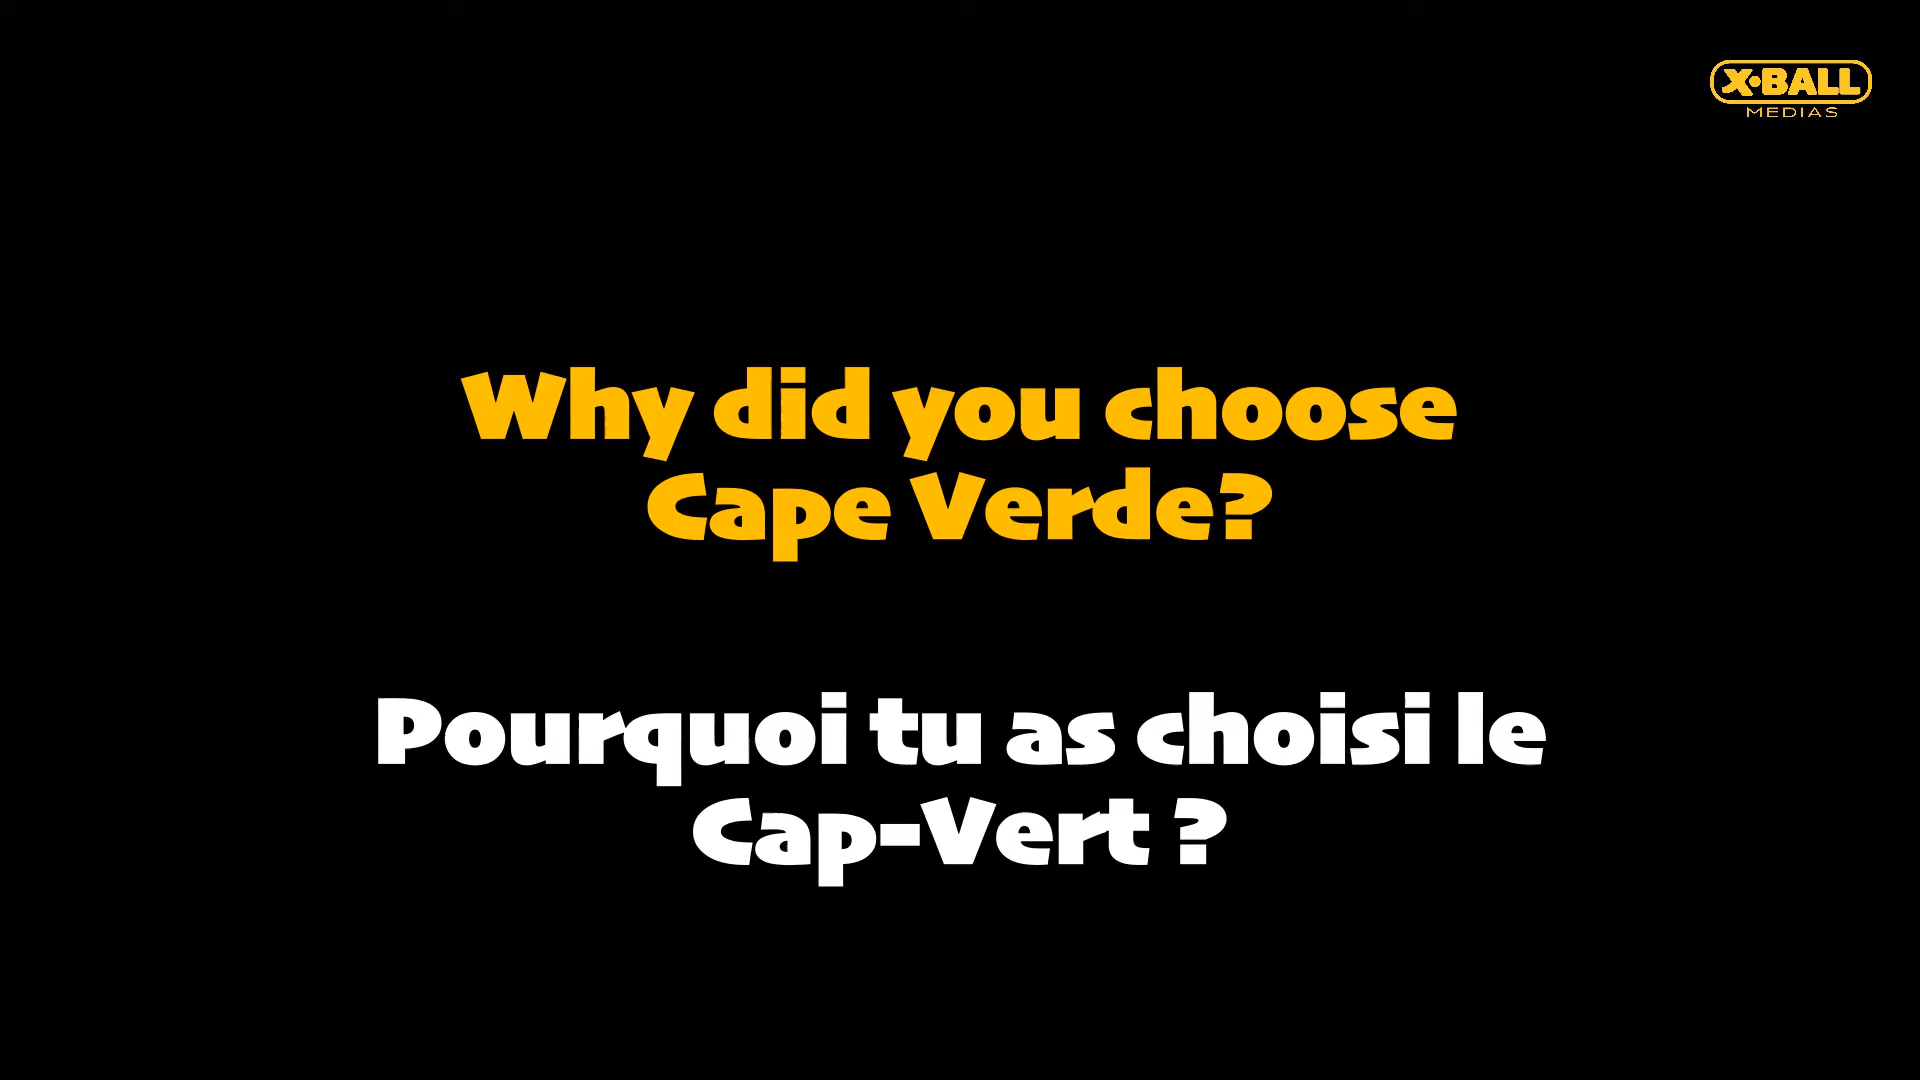 X•BALL
MEDIAS
Why did you choose
Cape Verde?
Pourquoi tu as choisi le
Cap-Vert ?